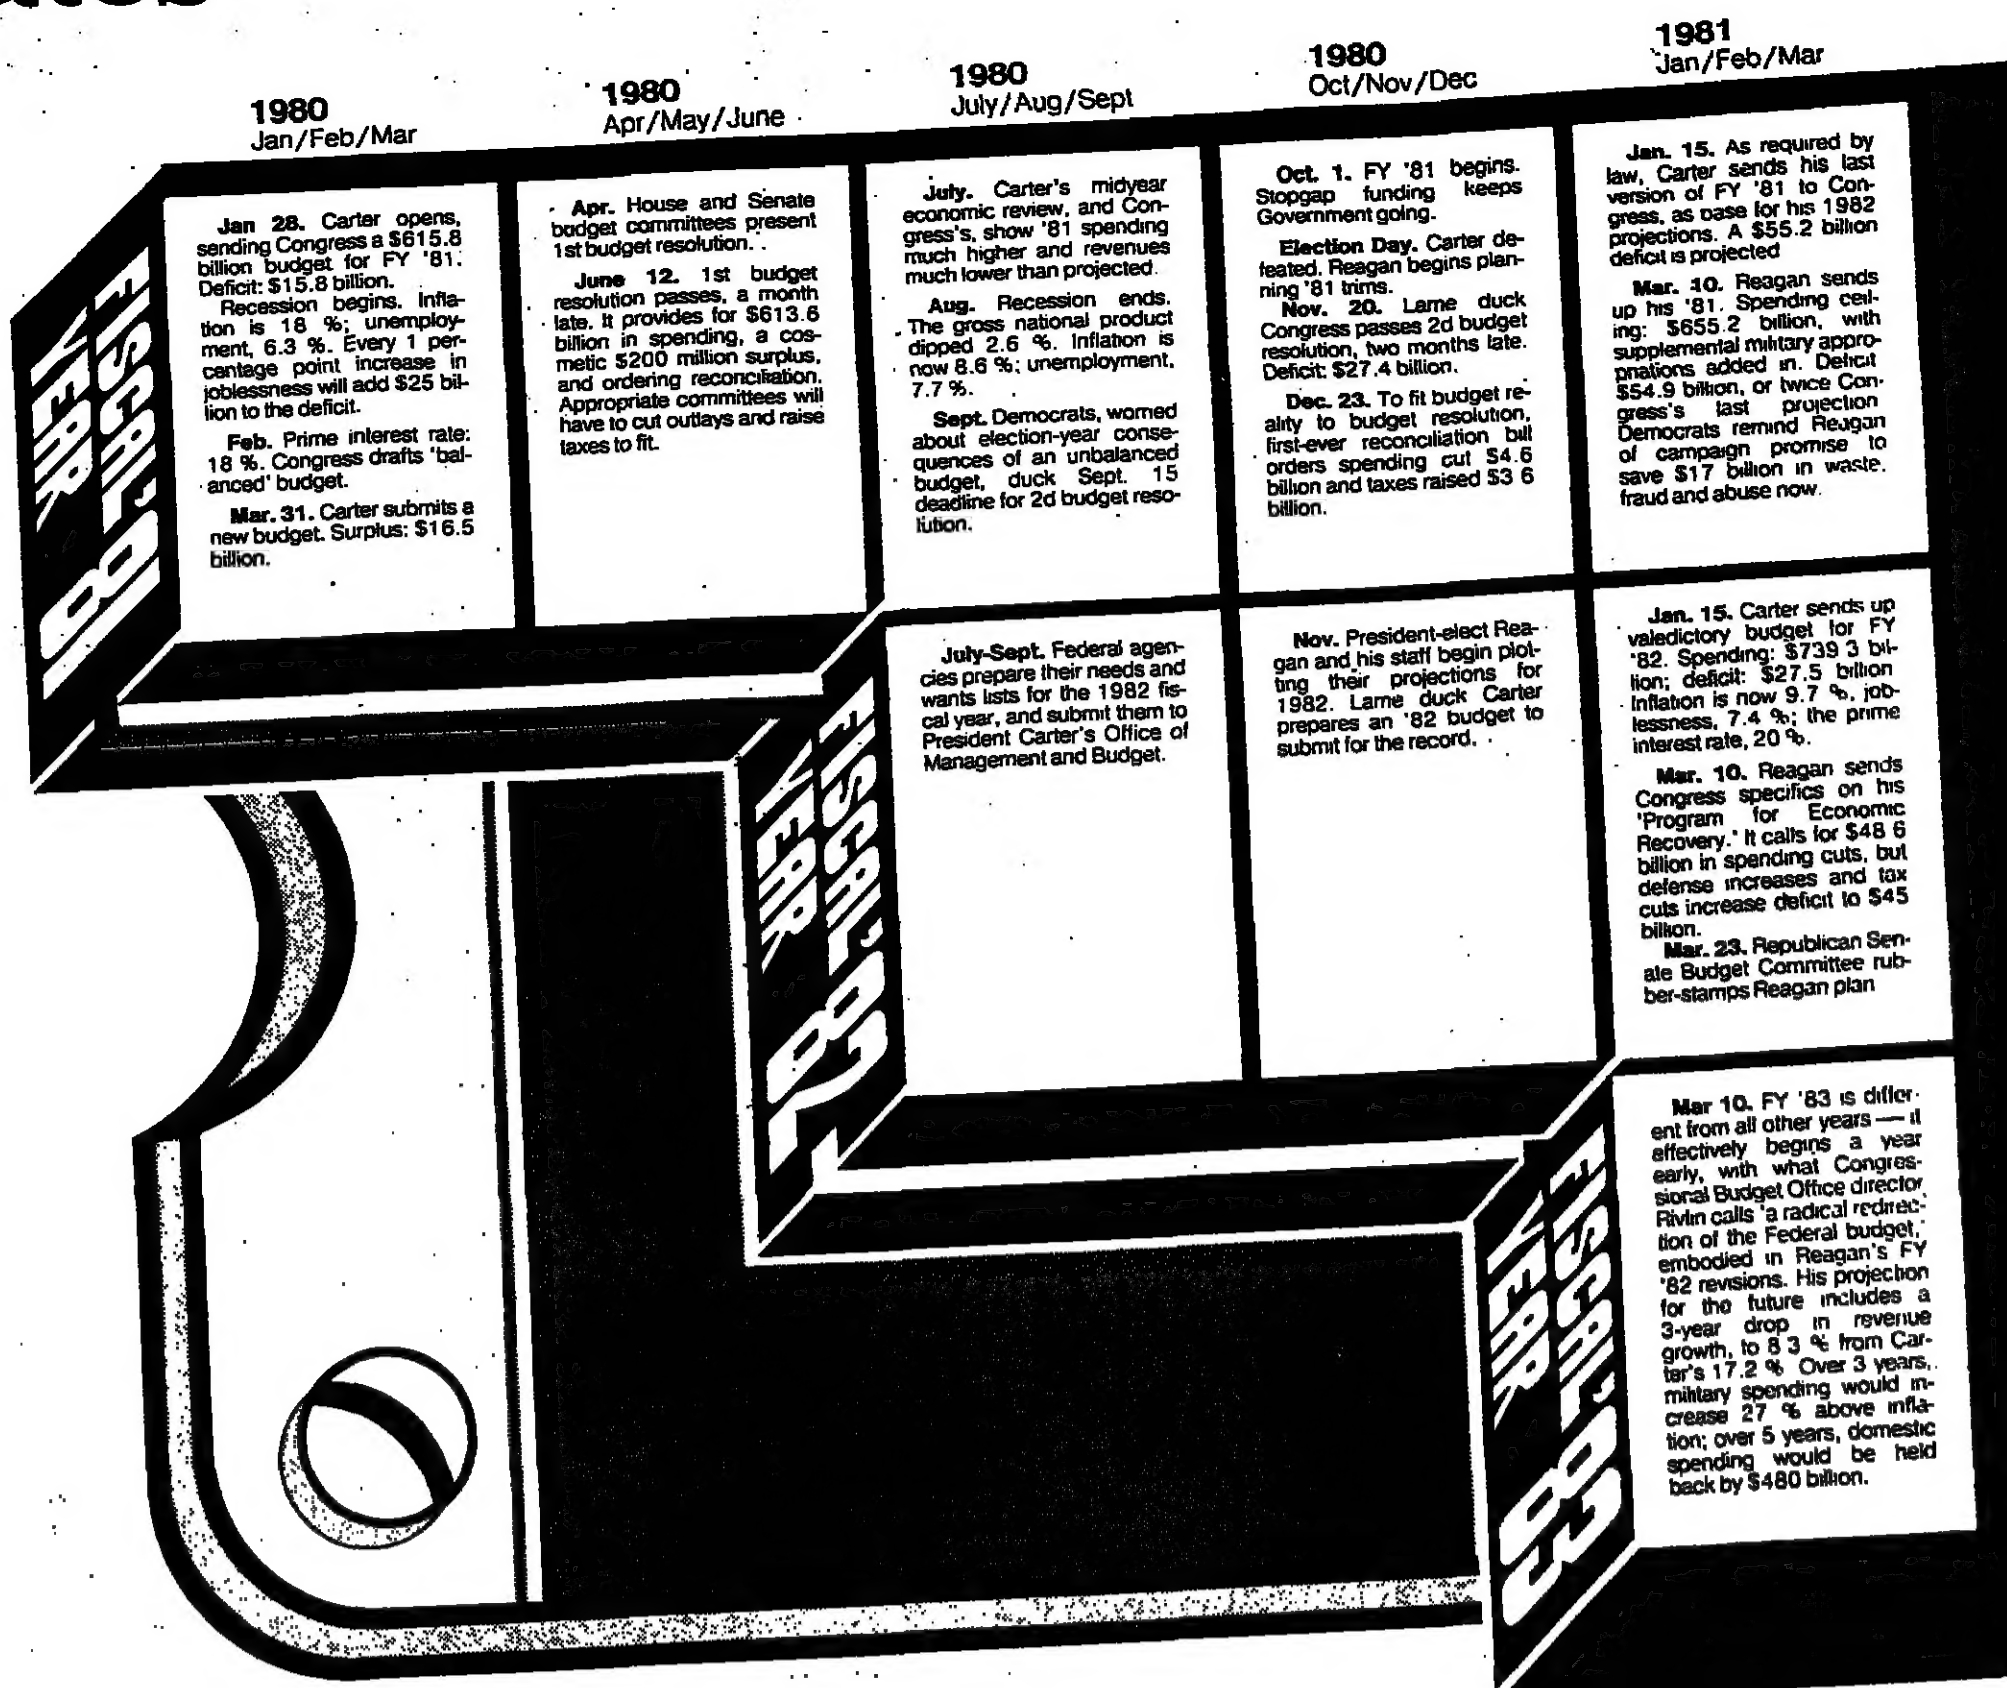 1980
Jan/Feb/Mar
1980
Apr/May/June
1980
July/Aug/Sept
1980
Oct/Nov/Dec
1981
Jan/Feb/Mar
FISCAL
YEAR 81
Jan 28. Carter opens,
sending Congress a $615.8
billion budget for FY '81.
Deficit: $15.8 billion.
Recession begins. Infla-
tion is 18 %; unemploy-
ment, 6.3 %. Every 1 per-
centage point increase in
joblessness will add $25 bil-
lion to the deficit.
Feb. Prime interest rate:
18 %. Congress drafts 'bal-
anced' budget.
Mar. 31. Carter submits a
new budget. Surplus: $16.5
billion.
Apr. House and Senate
budget committees present
1st budget resolution.
June 12. 1st budget
resolution passes, a month
late. It provides for $613.6
billion in spending, a cos-
metic $200 million surplus,
and ordering reconciliation.
Appropriate committees will
have to cut outlays and raise
taxes to fit.
July. Carter's midyear
economic review, and Con-
gress's, show '81 spending
much higher and revenues
much lower than projected.
Aug. Recession ends.
The gross national product
dipped 2.6 %. Inflation is
now 8.6 %; unemployment,
7.7 %.
Sept. Democrats, worried
about election-year conse-
quences of an unbalanced
budget, duck Sept. 15
deadline for 2d budget reso-
lution.
Oct. 1. FY '81 begins.
Stopgap funding keeps
Government going.
Election Day. Carter de-
feated. Reagan begins plan-
ning '81 trims.
Nov. 20. Lame duck
Congress passes 2d budget
resolution, two months late.
Deficit: $27.4 billion.
Dec. 23. To fit budget re-
ality to budget resolution,
first-ever reconciliation bill
orders spending cut $4.6
billion and taxes raised $3 6
billion.
Jan. 15. As required by
law, Carter sends his last
version of FY '81 to Con-
gress, as base for his 1982
projections. A $55.2 billion
deficit is projected
Mar. 10. Reagan sends
up his '81. Spending ceil-
ing: $655.2 billion, with
supplemental military appro-
priations added in. Deficit
$54.9 billion, or twice Con-
gress's last projection
Democrats remind Reagan
of campaign promise to
save $17 billion in waste,
fraud and abuse now.
FISCAL
YEAR 82
July-Sept. Federal agen-
cies prepare their needs and
wants lists for the 1982 fis-
cal year, and submit them to
President Carter's Office of
Management and Budget.
Nov. President-elect Rea-
gan and his staff begin plot-
ting their projections for
1982. Lame duck Carter
prepares an '82 budget to
submit for the record.
Jan. 15. Carter sends up
valedictory budget for FY
'82. Spending: $739 3 bil-
lion; deficit: $27.5 billion
Inflation is now 9.7 %, job-
lessness, 7.4 %; the prime
interest rate, 20 %.
Mar. 10. Reagan sends
Congress specifics on his
'Program for Economic
Recovery.' It calls for $48 6
billion in spending cuts, but
defense increases and tax
cuts increase deficit to $45
billion.
Mar. 23. Republican Sen-
ate Budget Committee rub-
ber-stamps Reagan plan
FISCAL
YEAR 83
Mar 10. FY '83 is differ-
ent from all other years — it
effectively begins a year
early, with what Congres-
sional Budget Office director
Rivlin calls 'a radical redirec-
tion of the Federal budget,'
embodied in Reagan's FY
'82 revisions. His projection
for the future includes a
3-year drop in revenue
growth, to 8 3 % from Car-
ter's 17.2 % Over 3 years,
military spending would in-
crease 27 % above infla-
tion; over 5 years, domestic
spending would be held
back by $480 billion.